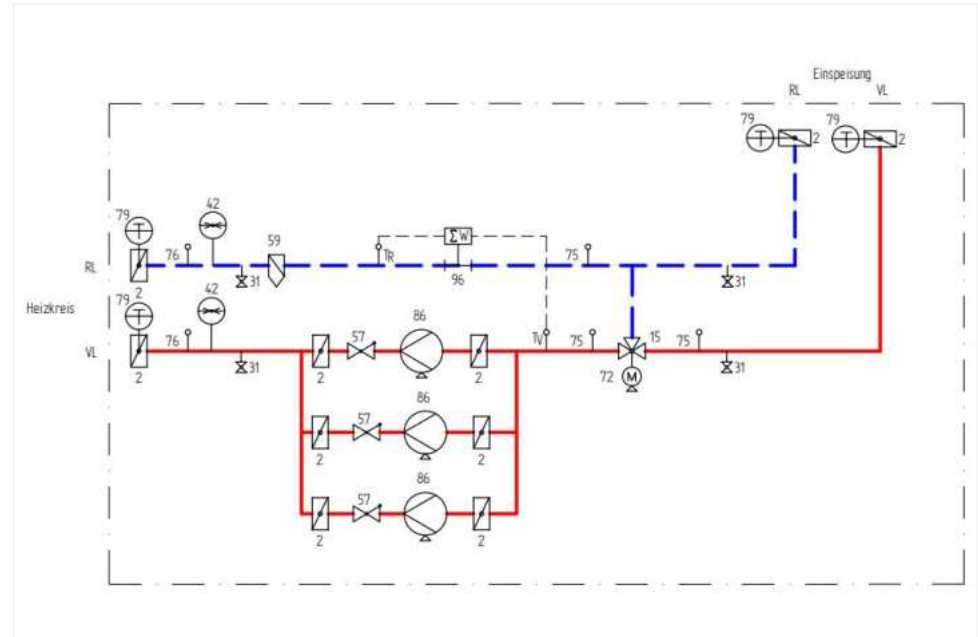 Einspeisung
RL VL
79 2 79 2
79 42 59 ΣW
76 TR 75
RL 31 96 31
2
Heizkreis 79 42 86
76 57 TV 75 15 75
VL 31 72 M 31
2 2 2
86
57
2 2
86
57
2 2